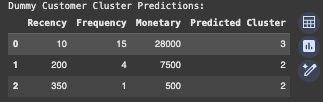 Dummy Customer Cluster Predictions:
Recency Frequency Monetary Predicted Cluster
0 10 15 28000 3
1 200 4 7500 2
2 350 1 500 2